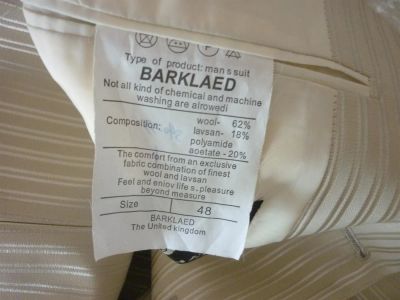 Type of product: man s suit
BARKLAED
Not all kind of chemical and machine
washing are alrowedi
Composition: wool- 62%
lavsan- 18%
polyamide
apetate - 20%
The comfort from an exclusive
fabric combination of finest
wool and lavsan
Feel and enioy life s. pleasure
beyond measure
Size 48
BARKLAED
The United kingdom